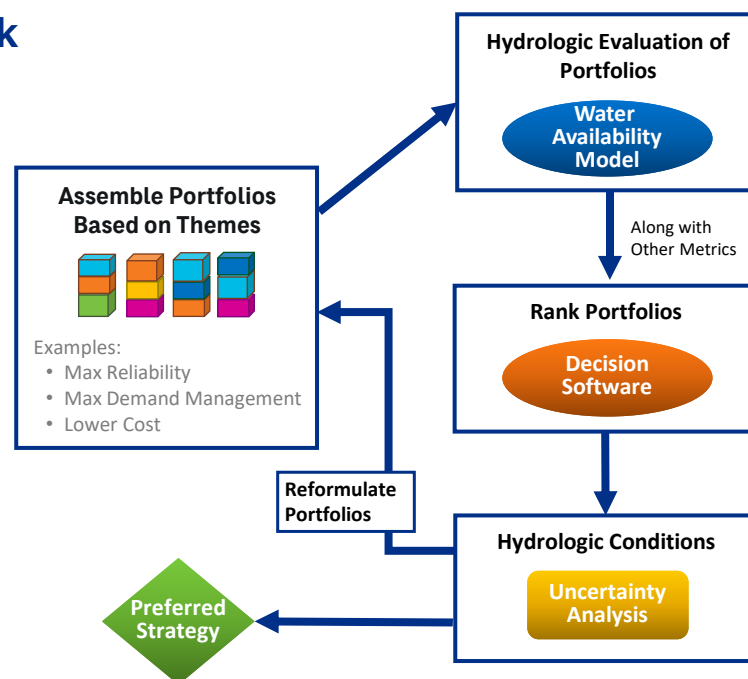 k
Hydrologic Evaluation of
Portfolios
Water
Availability
Model
Assemble Portfolios
Based on Themes
Examples:
• Max Reliability
• Max Demand Management
• Lower Cost
Along with
Other Metrics
Rank Portfolios
Decision
Software
Reformulate
Portfolios
Hydrologic Conditions
Uncertainty
Analysis
Preferred
Strategy